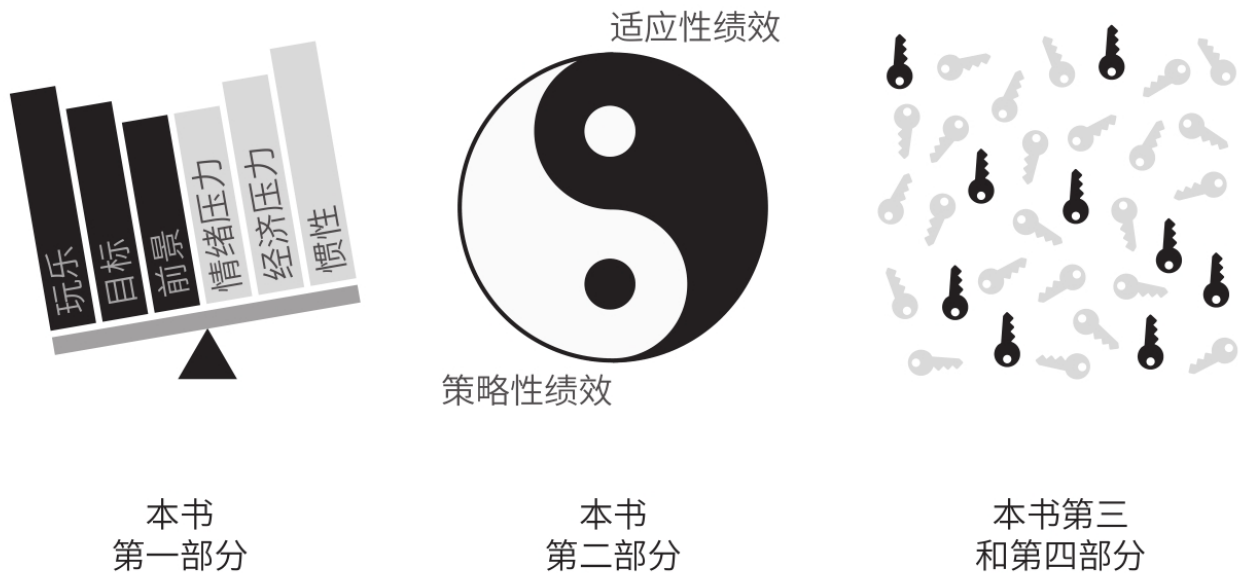 适应性绩效
玩乐
目标
前景
情绪压力
经济压力
惯性
策略性绩效
本书
第一部分
本书
第二部分
本书第三
和第四部分